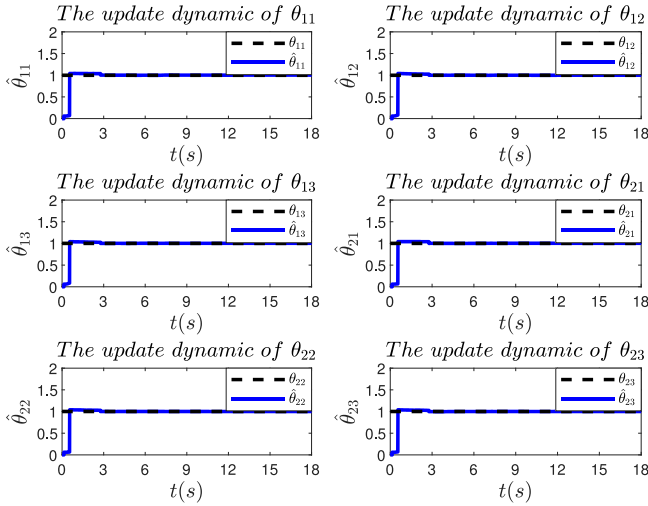 The update dynamic of θ₁₁
2
1.5
1
0.5
0
θ̂₁₁
θ₁₁
θ̂₁₁
0 3 6 9 12 15 18
t(s)
The update dynamic of θ₁₂
2
1.5
1
0.5
0
θ̂₁₂
θ₁₂
θ̂₁₂
0 3 6 9 12 15 18
t(s)
The update dynamic of θ₁₃
2
1.5
1
0.5
0
θ̂₁₃
θ₁₃
θ̂₁₃
0 3 6 9 12 15 18
t(s)
The update dynamic of θ₂₁
2
1.5
1
0.5
0
θ̂₂₁
θ₂₁
θ̂₂₁
0 3 6 9 12 15 18
t(s)
The update dynamic of θ₂₂
2
1.5
1
0.5
0
θ̂₂₂
θ₂₂
θ̂₂₂
0 3 6 9 12 15 18
t(s)
The update dynamic of θ₂₃
2
1.5
1
0.5
0
θ̂₂₃
θ₂₃
θ̂₂₃
0 3 6 9 12 15 18
t(s)